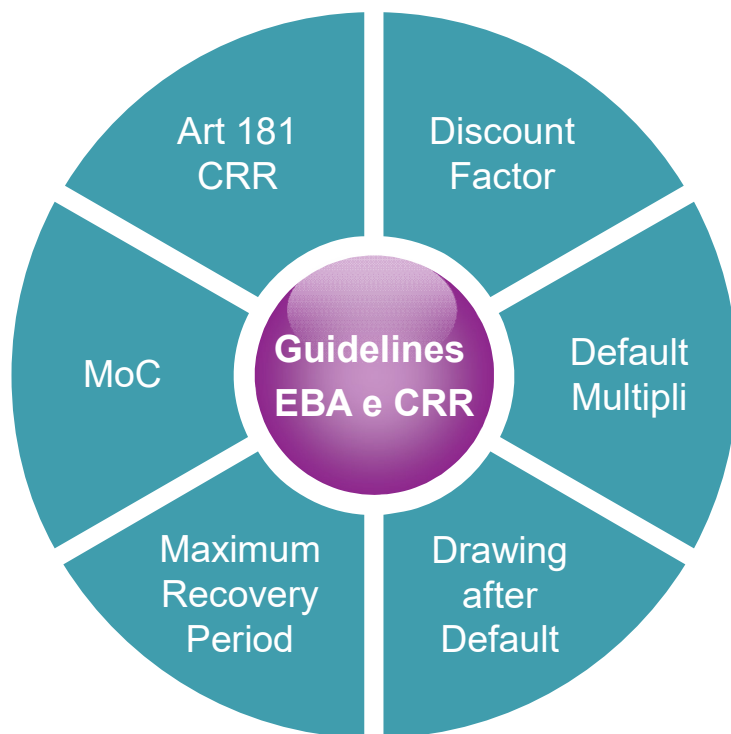 Art 181
CRR
Discount
Factor
MoC
Guidelines
EBA e CRR
Default
Multipli
Maximum
Recovery
Period
Drawing
after
Default